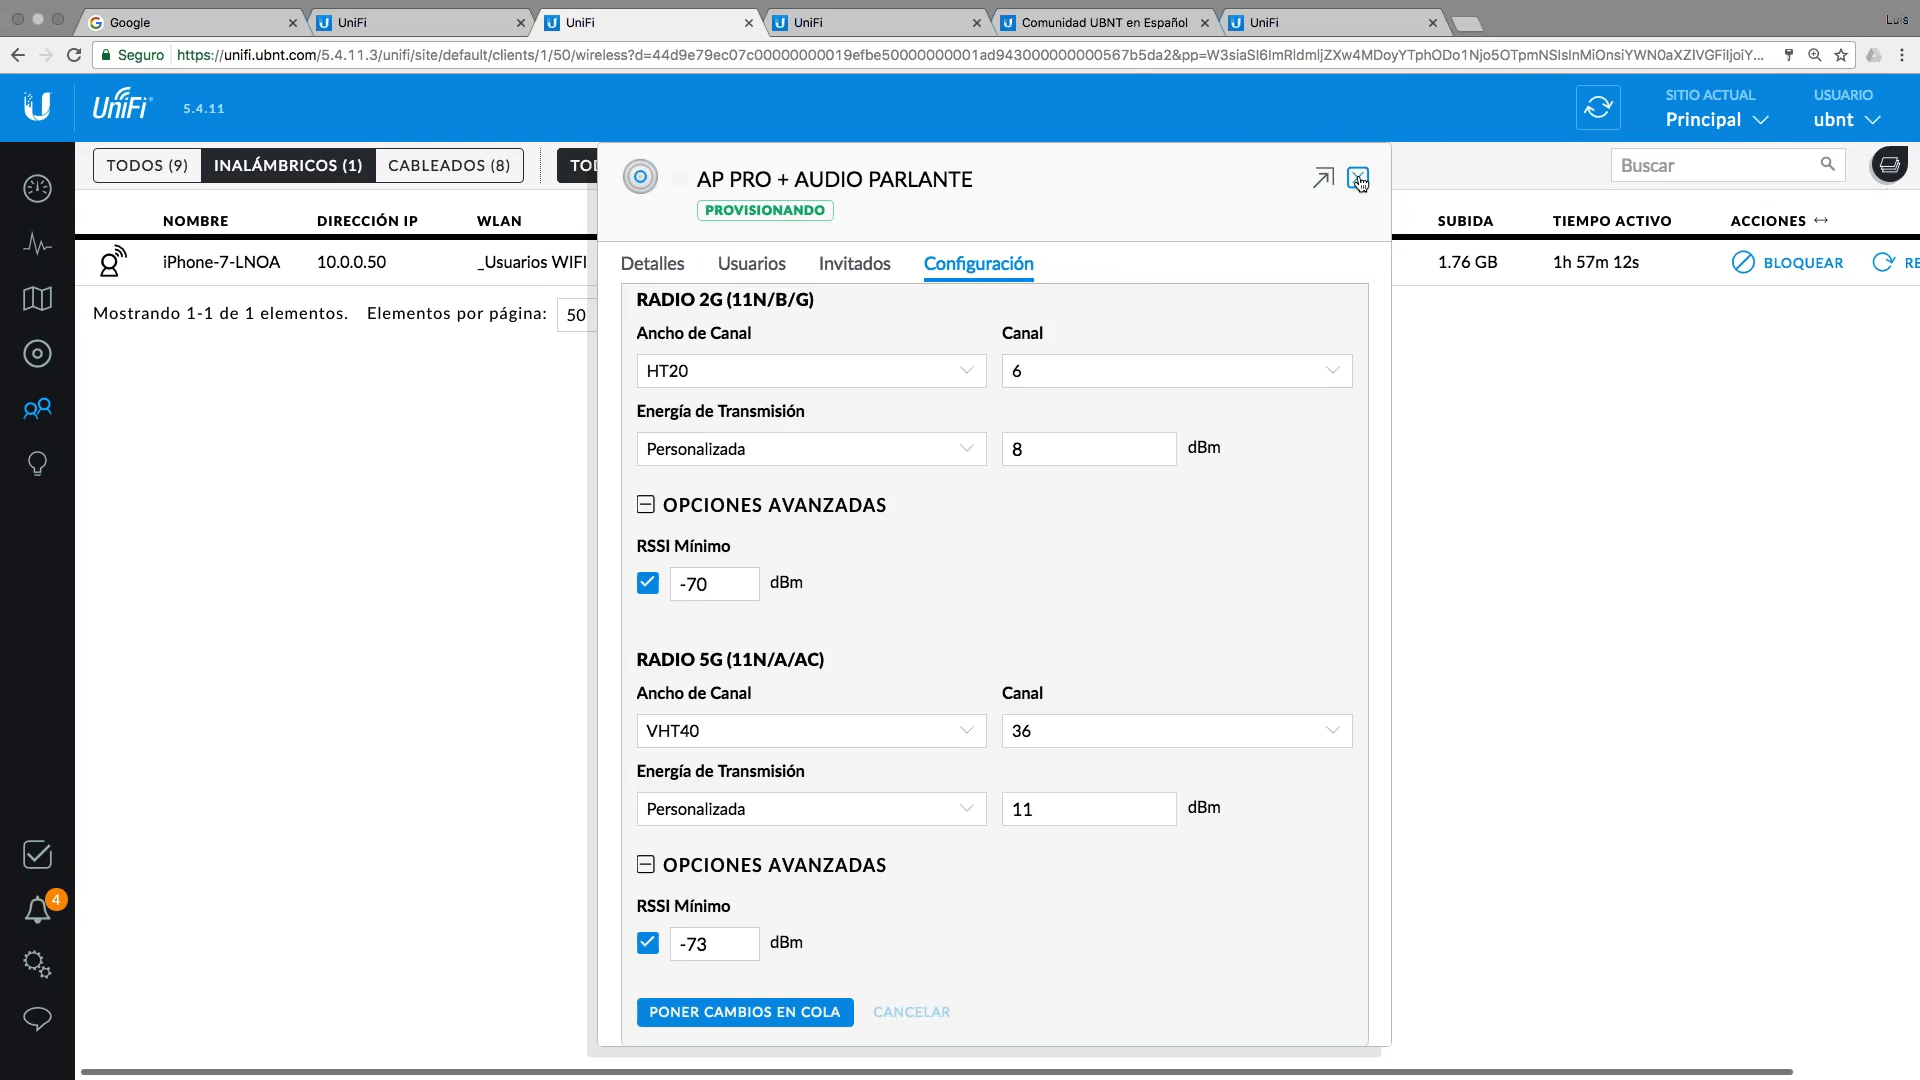 Google
UniFi
UniFi
UniFi
Comunidad UBNT en Español
UniFi
Luis
Seguro
https://unifi.ubnt.com/5.4.11.3/unifi/site/default/clients/1/50/wireless?d=44d9e79ec07c00000000019efbe50000000001ad943000000000567b5da2&pp=W3siaSI6ImRldmljZXw4MDoyYTphODo1Njo5OTpmNSIsInMiOnsiYWN0aXZlVGFiIjoiY...
UniFi
5.4.11
SITIO ACTUAL
Principal
USUARIO
ubnt
TODOS (9)
INALÁMBRICOS (1)
CABLEADOS (8)
Buscar
NOMBRE
DIRECCIÓN IP
WLAN
SUBIDA
TIEMPO ACTIVO
ACCIONES
iPhone-7-LNOA
10.0.0.50
_Usuarios WIFI
1.76 GB
1h 57m 12s
BLOQUEAR
Mostrando 1-1 de 1 elementos.
Elementos por página:
50
AP PRO + AUDIO PARLANTE
PROVISIONANDO
Detalles
Usuarios
Invitados
Configuración
RADIO 2G (11N/B/G)
Ancho de Canal
Canal
HT20
6
Energía de Transmisión
Personalizada
8
dBm
OPCIONES AVANZADAS
RSSI Mínimo
-70
dBm
RADIO 5G (11N/A/AC)
Ancho de Canal
Canal
VHT40
36
Energía de Transmisión
Personalizada
11
dBm
OPCIONES AVANZADAS
RSSI Mínimo
-73
dBm
PONER CAMBIOS EN COLA
CANCELAR
4